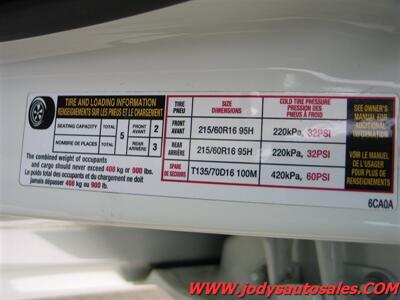 TIRE AND LOADING INFORMATION
RENSEIGNEMENTS SUR LES PNEUS ET LE CHARGEMENT
SEATING CAPACITY TOTAL 5 FRONT AVANT 2
NOMBRE DE PLACES TOTAL REAR ARRIÈRE 3
The combined weight of occupants
and cargo should never exceed 408 kg or 900 lbs.
Le poids total des occupants et du chargement ne doit
jamais dépasser 408 kg ou 900 lb.
TIRE PNEU SIZE DIMENSIONS COLD TIRE PRESSURE PRESSION DES PNEUS À FROID
FRONT AVANT 215/60R16 95H 220kPa, 32PSI
REAR ARRIÈRE 215/60R16 95H 220kPa, 32PSI
SPARE DE SECOURS T135/70D16 100M 420kPa, 60PSI
SEE OWNER'S
MANUAL FOR
ADDITIONAL
INFORMATION
VOIR LE MANUEL
DE L'USAGER
POUR PLUS DE
RENSEIGNEMENTS
6CA0A
www.jodysautosales.com